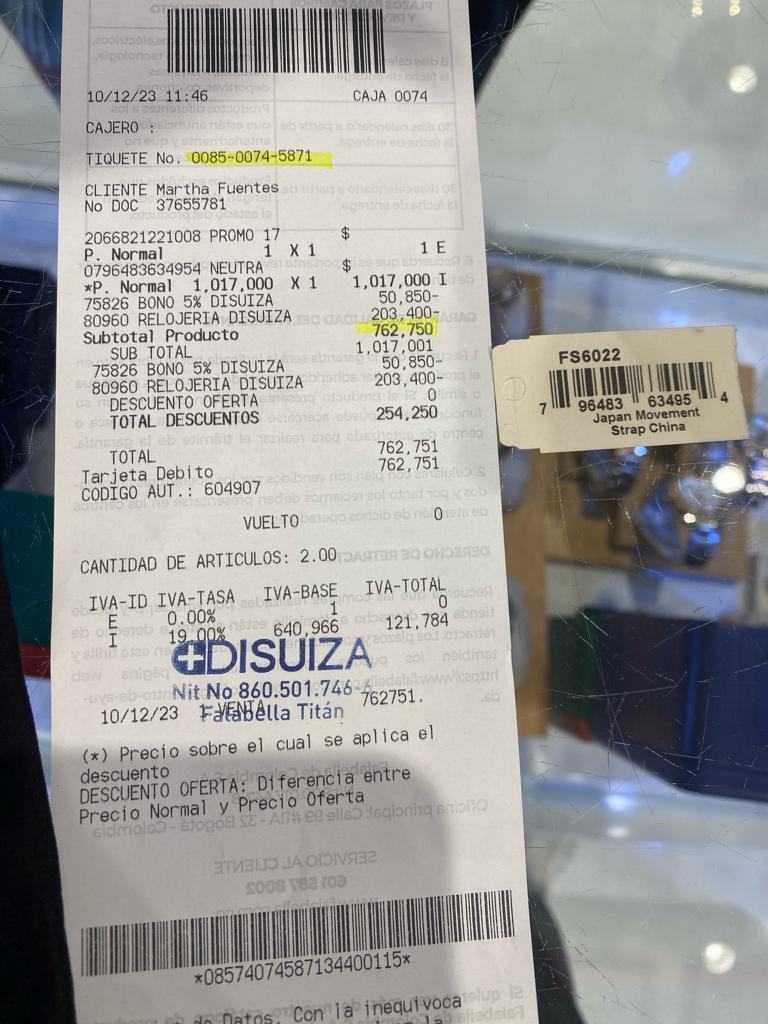 10/12/23 11:46 CAJA 0074
CAJERO :
TIQUETE No. 0085-0074-5871
CLIENTE Martha Fuentes
No DOC 37655781
2066821221008 PROMO 17 $
P. Normal 1 X 1 1 E
0796483634954 NEUTRA $
*P. Normal 1,017,000 X 1 1,017,000 I
75826 BONO 5% DISUIZA 50,850-
80960 RELOJERIA DISUIZA 203,400-
Subtotal Producto 762,750
SUB TOTAL 1,017,001
75826 BONO 5% DISUIZA 50,850-
80960 RELOJERIA DISUIZA 203,400-
DESCUENTO OFERTA 0
TOTAL DESCUENTOS 254,250
TOTAL 762,751
Tarjeta Debito 762,751
CODIGO AUT.: 604907
VUELTO 0
CANTIDAD DE ARTICULOS: 2.00
IVA-ID IVA-TASA IVA-BASE IVA-TOTAL
E 0.00% 1 0
I 19.00% 640,966 121,784
DISUIZA
Nit No 860.501.746-
10/12/23 1 VENTA 762751.
Falabella Titán
(*) Precio sobre el cual se aplica el
descuento
DESCUENTO OFERTA: Diferencia entre
Precio Normal y Precio Oferta
*08574074587134400115*
de Datos. Con la inequivoca
FS6022
7 96483 63495 4
Japan Movement
Strap China